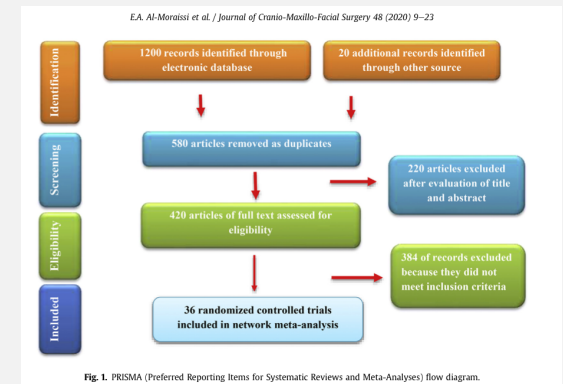 E.A. Al-Moraissi et al. / Journal of Cranio-Maxillo-Facial Surgery 48 (2020) 9–23
Identification
1200 records identified through
electronic database
20 additional records identified
through other source
Screening
580 articles removed as duplicates
220 articles excluded
after evaluation of title
and abstract
Eligibility
420 articles of full text assessed for
eligibility
384 of records excluded
because they did not
meet inclusion criteria
Included
36 randomized controlled trials
included in network meta-analysis
Fig. 1. PRISMA (Preferred Reporting Items for Systematic Reviews and Meta-Analyses) flow diagram.